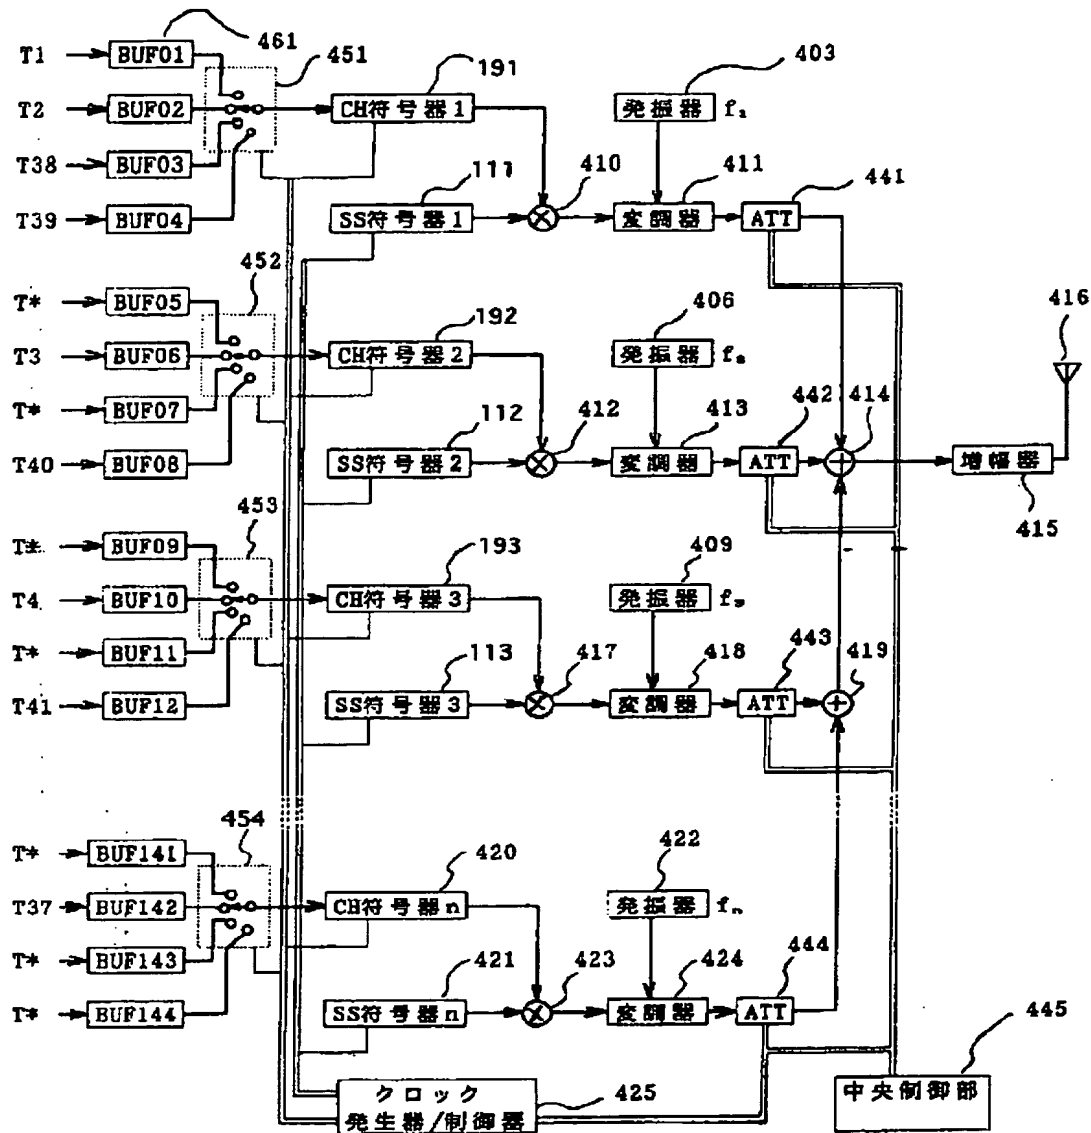 461
T1 BUF01
451
191
403
T2 BUF02
CH符号器1
発振器 f₁
T38 BUF03
111
410
411
441
T39 BUF04
SS符号器1
変調器
ATT
452
T* BUF05
192
406
416
T3 BUF06
CH符号器2
発振器 f₂
T* BUF07
112
412
413
442
414
T40 BUF08
SS符号器2
変調器
ATT
増幅器
453
415
T* BUF09
193
409
T4 BUF10
CH符号器3
発振器 f₃
T* BUF11
113
417
418
443
419
T41 BUF12
SS符号器3
変調器
ATT
454
T* BUF141
420
422
T37 BUF142
CH符号器n
発振器 fₙ
T* BUF143
421
423
424
444
T* BUF144
SS符号器n
変調器
ATT
445
クロック
発生器/制御器
425
中央制御部